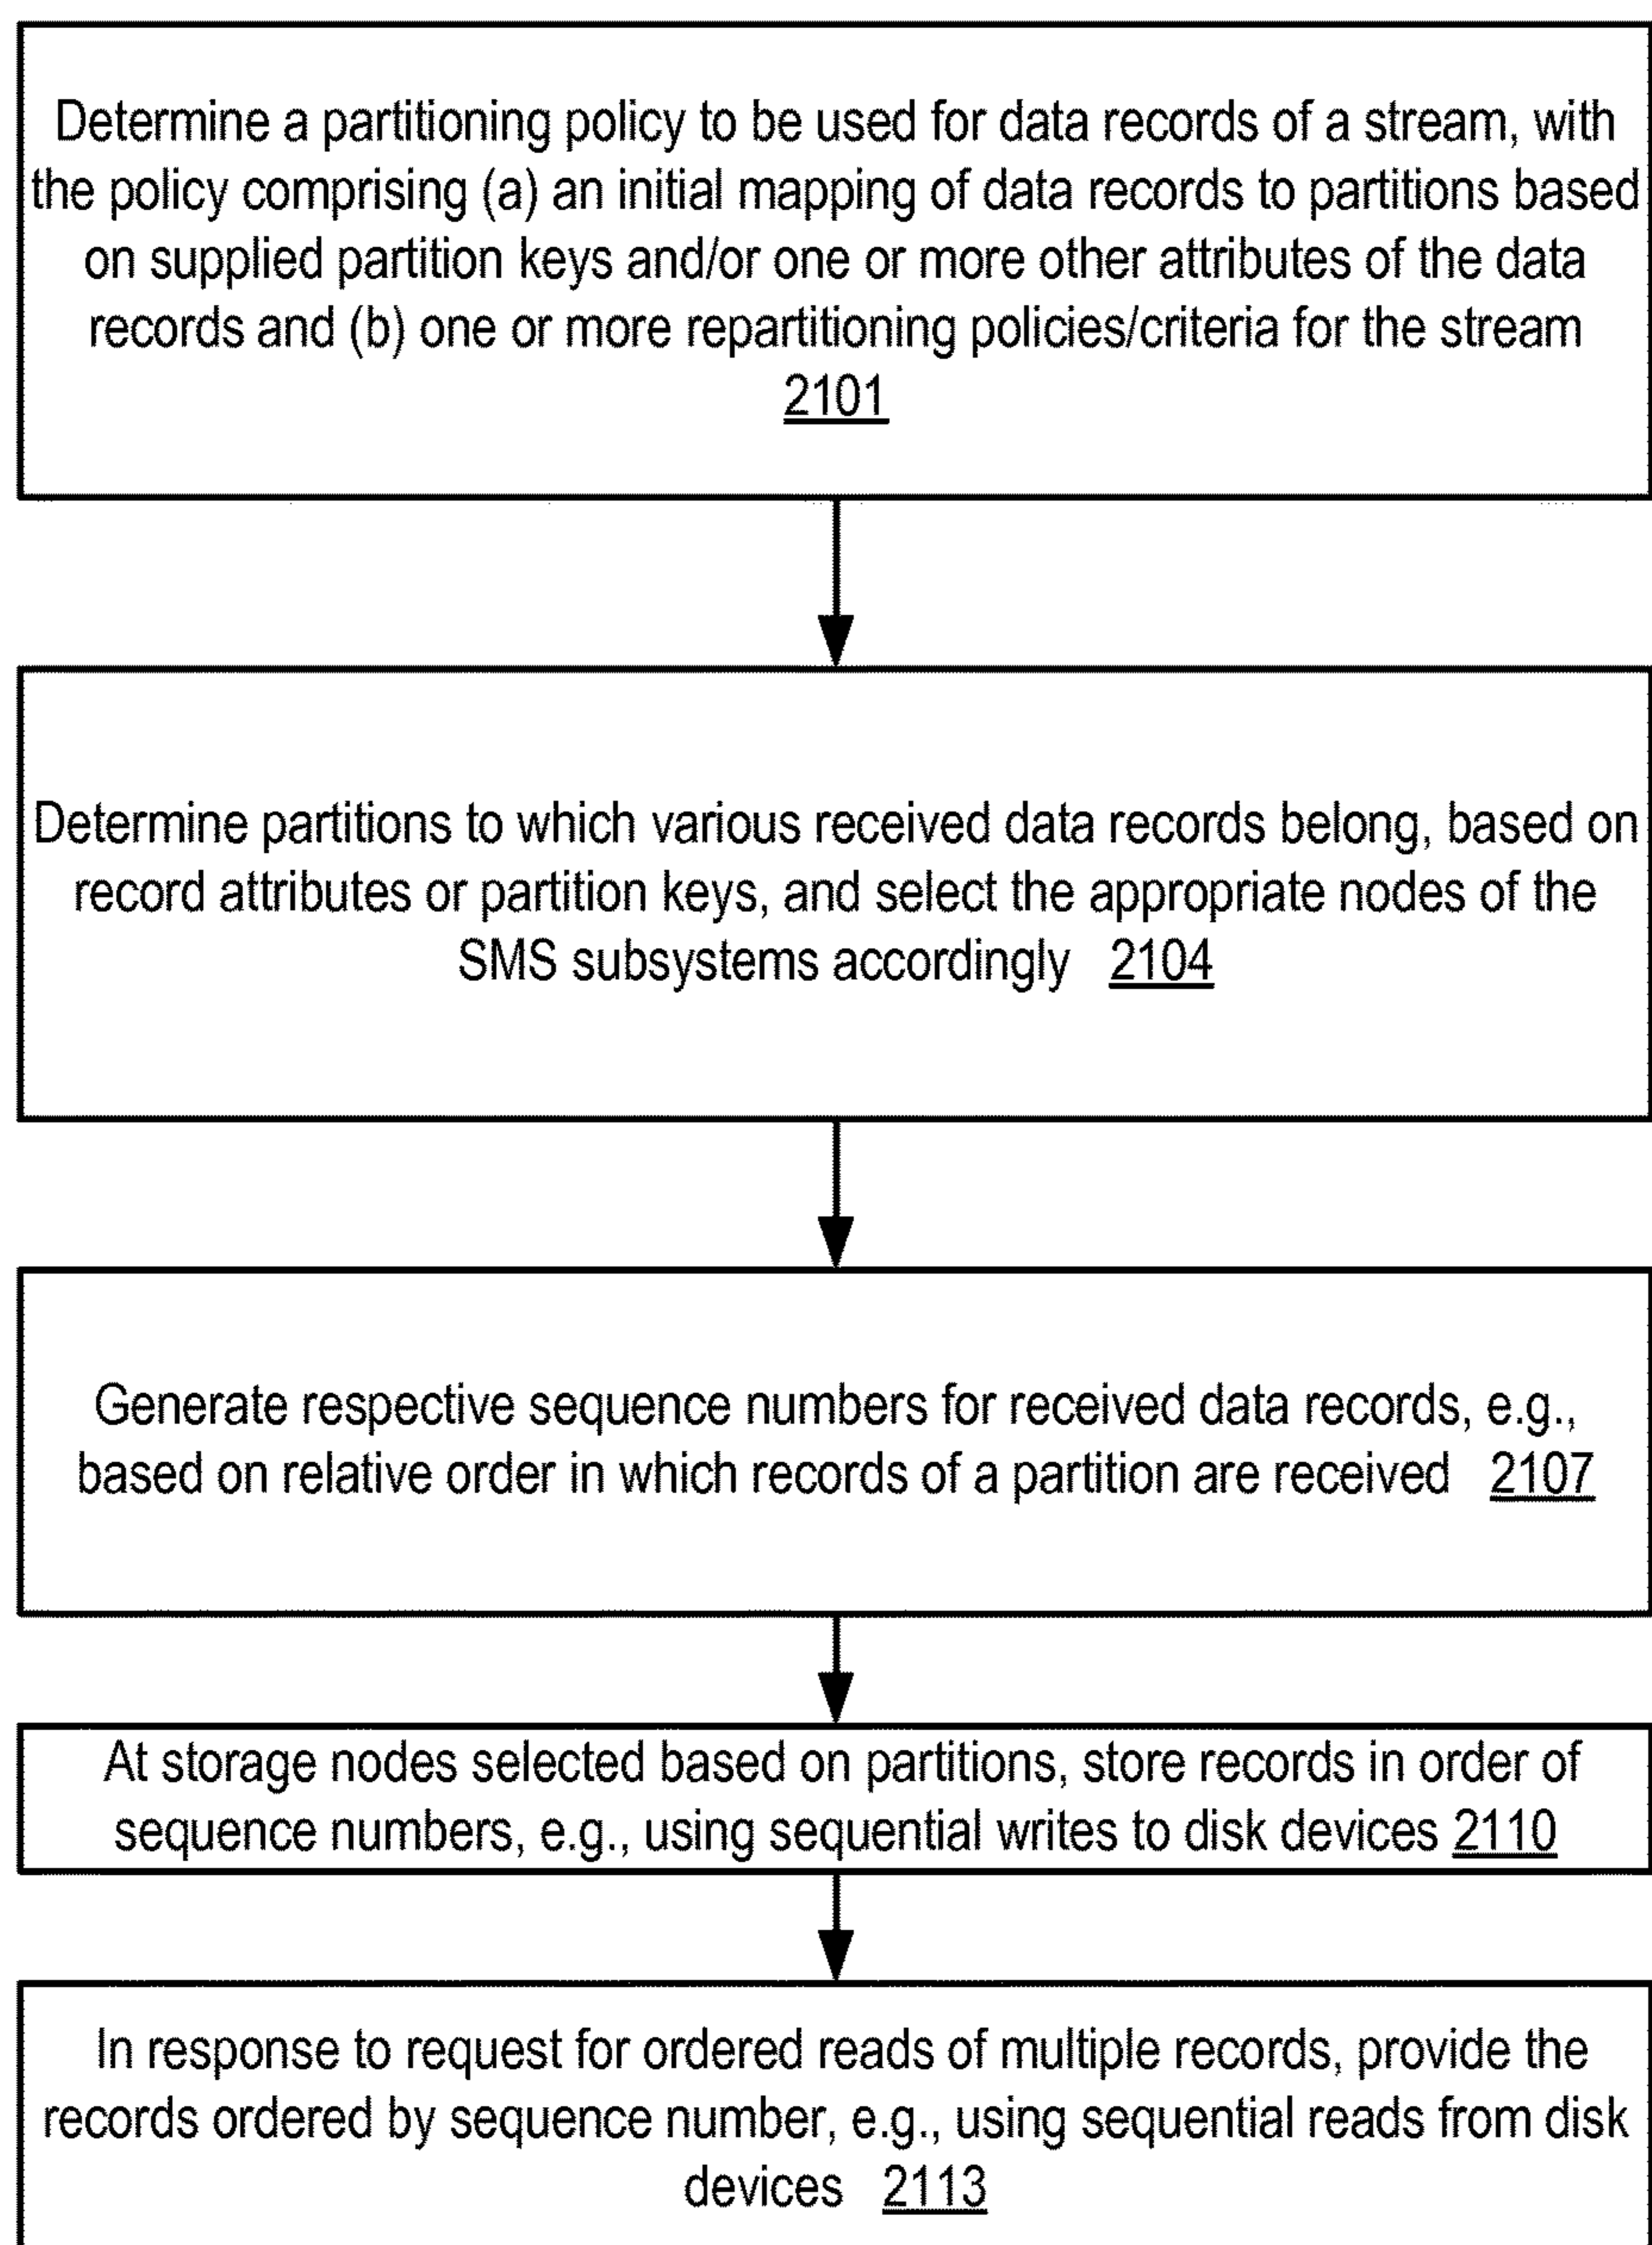 Determine a partitioning policy to be used for data records of a stream, with
the policy comprising (a) an initial mapping of data records to partitions based
on supplied partition keys and/or one or more other attributes of the data
records and (b) one or more repartitioning policies/criteria for the stream
2101
Determine partitions to which various received data records belong, based on
record attributes or partition keys, and select the appropriate nodes of the
SMS subsystems accordingly 2104
Generate respective sequence numbers for received data records, e.g.,
based on relative order in which records of a partition are received 2107
At storage nodes selected based on partitions, store records in order of
sequence numbers, e.g., using sequential writes to disk devices 2110
In response to request for ordered reads of multiple records, provide the
records ordered by sequence number, e.g., using sequential reads from disk
devices 2113